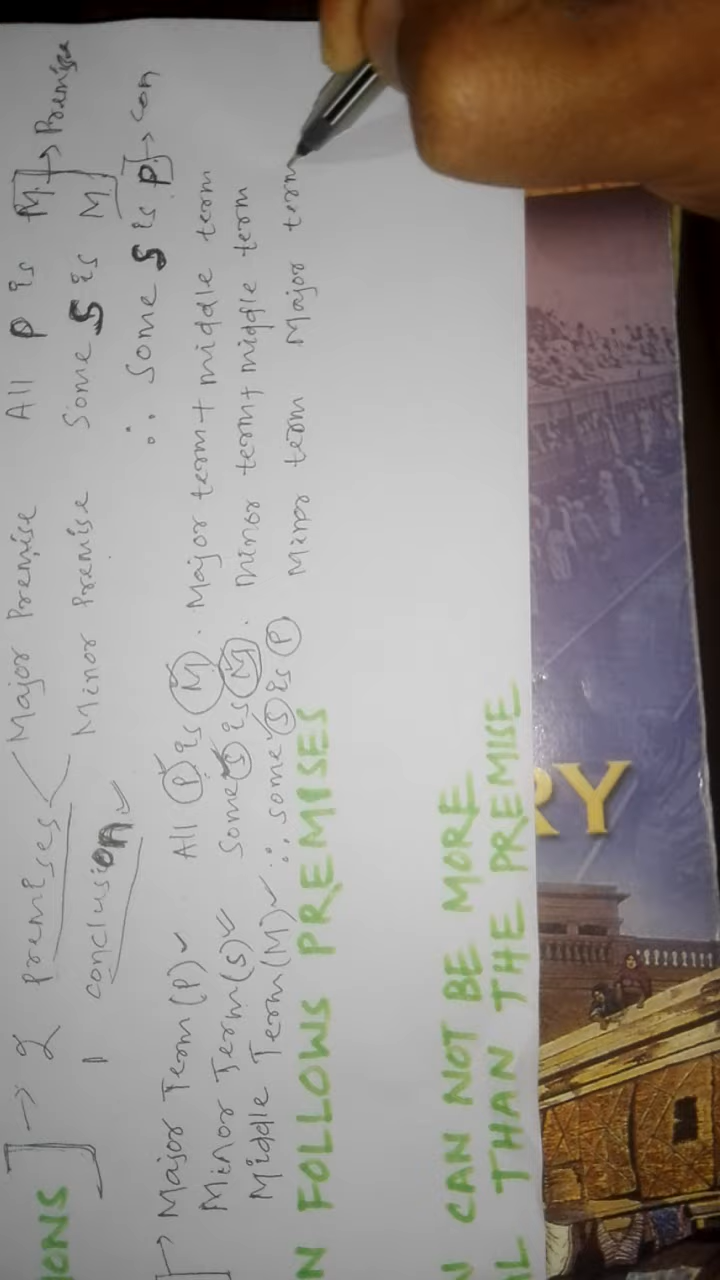 IONS ] → 2 premises < Major Premise All P is M ] → Premise
Minor Premise Some S is M
1 conclusion ✓ ∴ Some S is P ] → Con
] → Major Term (P) ✓ All P is M . Major term + middle term
Minor Term (S) ✓ Some S is M . Minor term + middle term
Middle Term (M) ✓ ∴ some S is P Minor term Major term
N FOLLOWS PREMISES
N CAN NOT BE MORE
L THAN THE PREMISE
RY